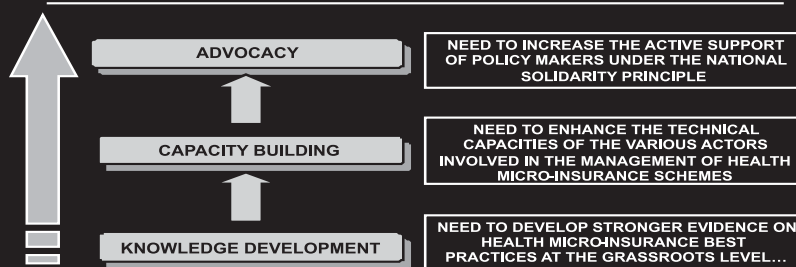 ADVOCACY
NEED TO INCREASE THE ACTIVE SUPPORT
OF POLICY MAKERS UNDER THE NATIONAL
SOLIDARITY PRINCIPLE
CAPACITY BUILDING
NEED TO ENHANCE THE TECHNICAL
CAPACITIES OF THE VARIOUS ACTORS
INVOLVED IN THE MANAGEMENT OF HEALTH
MICRO-INSURANCE SCHEMES
KNOWLEDGE DEVELOPMENT
NEED TO DEVELOP STRONGER EVIDENCE ON
HEALTH MICRO-INSURANCE BEST
PRACTICES AT THE GRASSROOTS LEVEL...